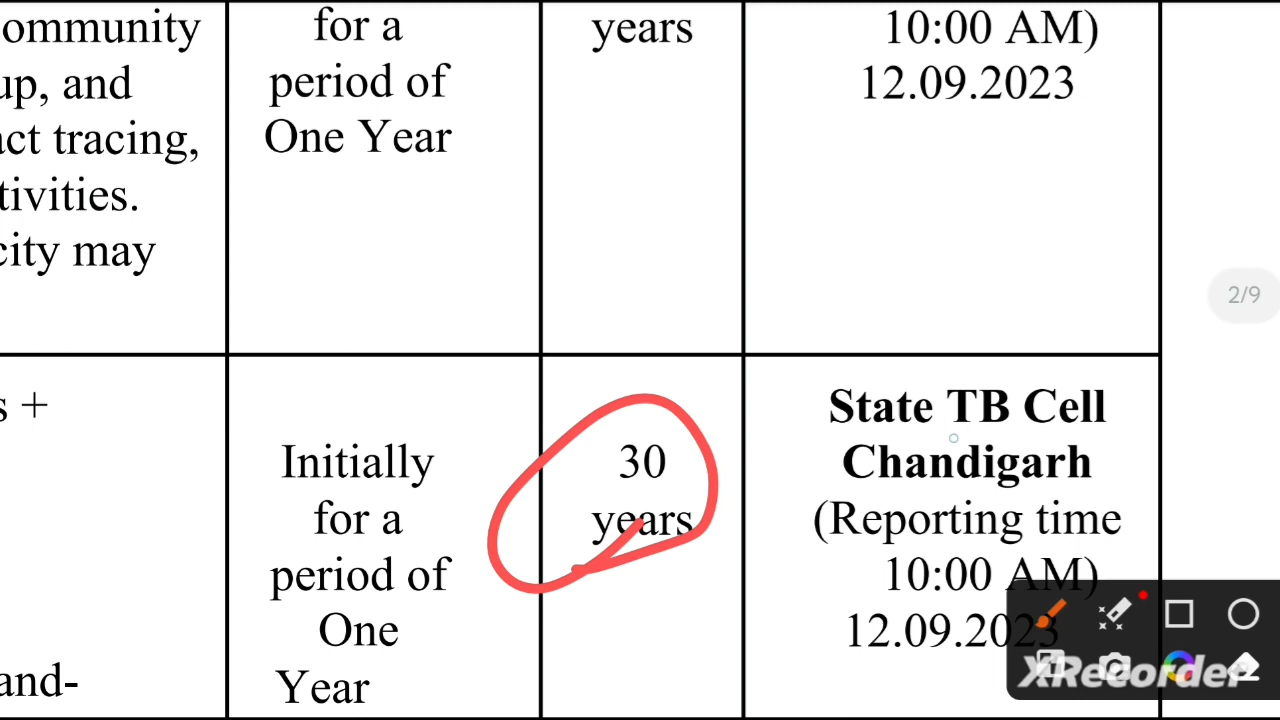 ommunity
up, and
act tracing,
tivities.
city may
for a
period of
One Year
years
10:00 AM)
12.09.2023
2/9
s +
and-
Initially
for a
period of
One
Year
30
years
State TB Cell
Chandigarh
(Reporting time
10:00 AM)
12.09.2023
XRecorder